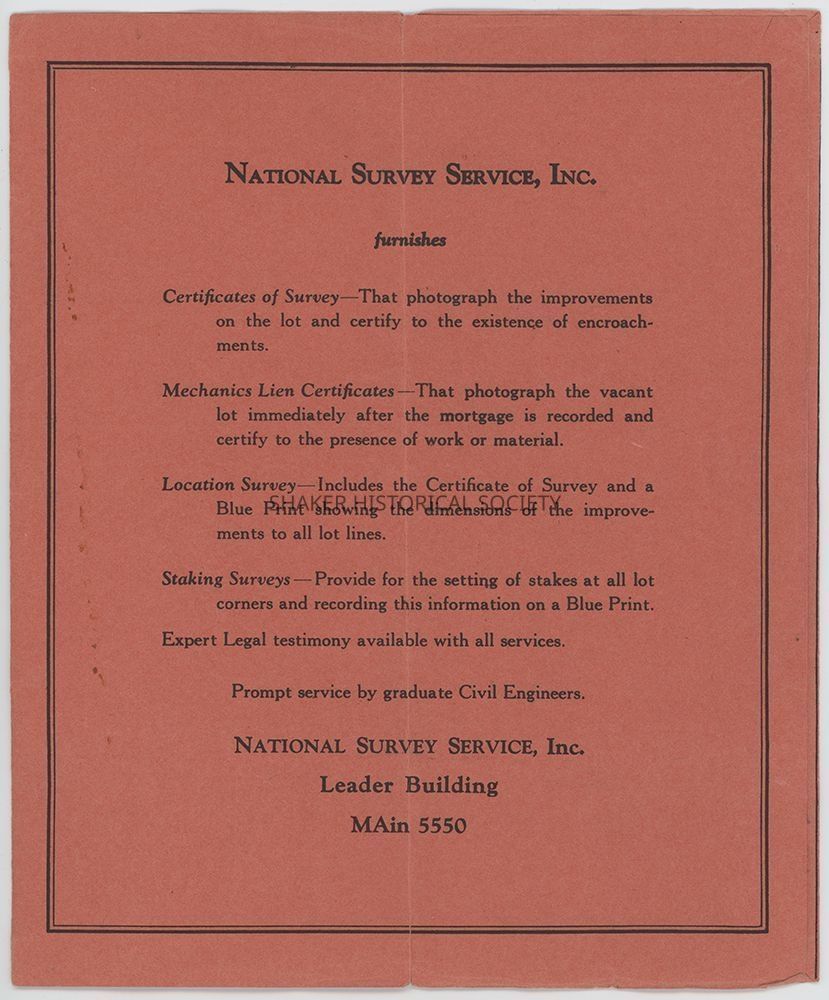 NATIONAL SURVEY SERVICE, INC.
furnishes
Certificates of Survey—That photograph the improvements
on the lot and certify to the existence of encroach-
ments.
Mechanics Lien Certificates—That photograph the vacant
lot immediately after the mortgage is recorded and
certify to the presence of work or material.
Location Survey—Includes the Certificate of Survey and a
SHAKER HISTORICAL SOCIETY
Blue Print showing the dimensions of the improve-
ments to all lot lines.
Staking Surveys—Provide for the setting of stakes at all lot
corners and recording this information on a Blue Print.
Expert Legal testimony available with all services.
Prompt service by graduate Civil Engineers.
NATIONAL SURVEY SERVICE, Inc.
Leader Building
MAin 5550